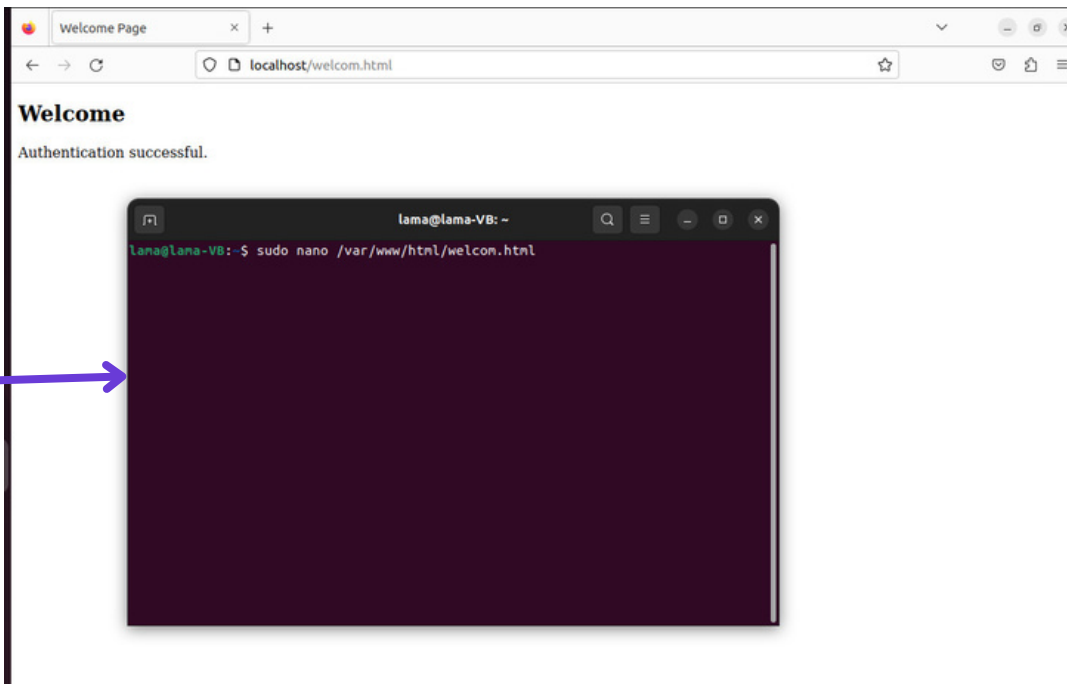 Welcome Page
localhost/welcom.html
Welcome
Authentication successful.
lama@lama-VB: ~
lama@lama-VB:~$ sudo nano /var/www/html/welcom.html